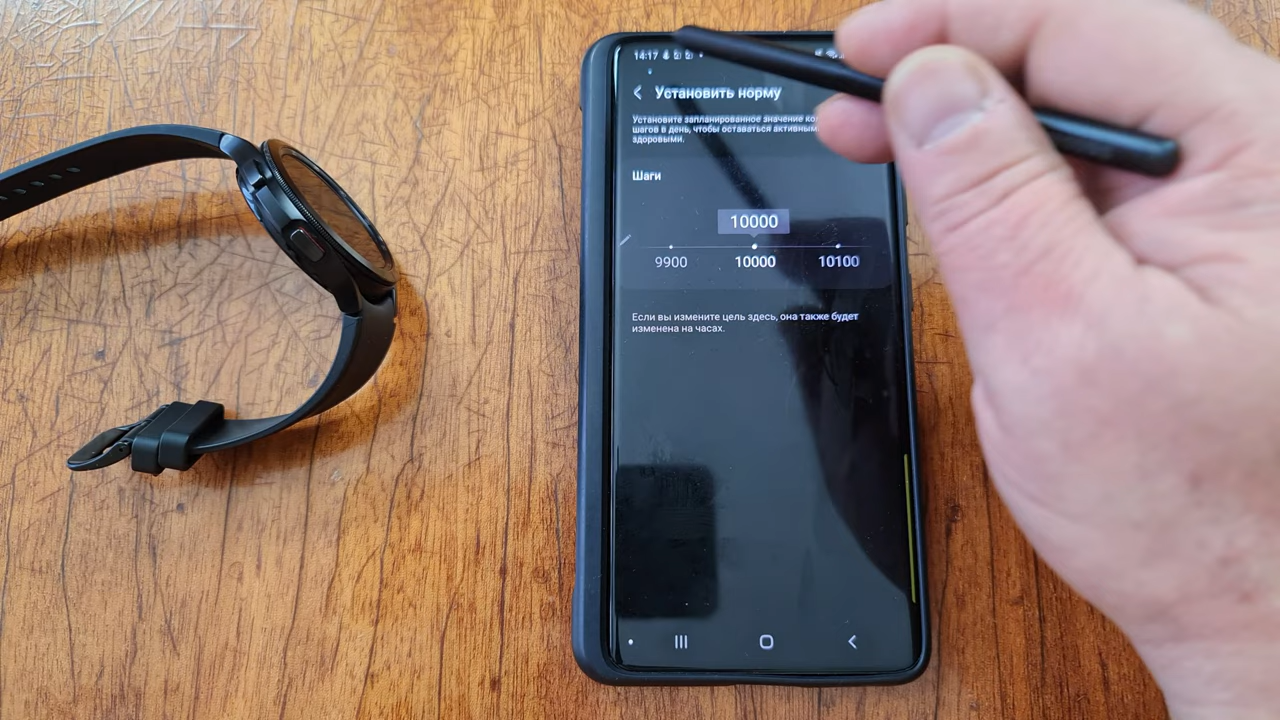 14:17
Установить норму
Установите запланированное значение
шагов в день, чтобы оставаться активным
здоровыми.
Шаги
10000
9900 10000 10100
Если вы измените цель здесь, она также будет
изменена на часах.